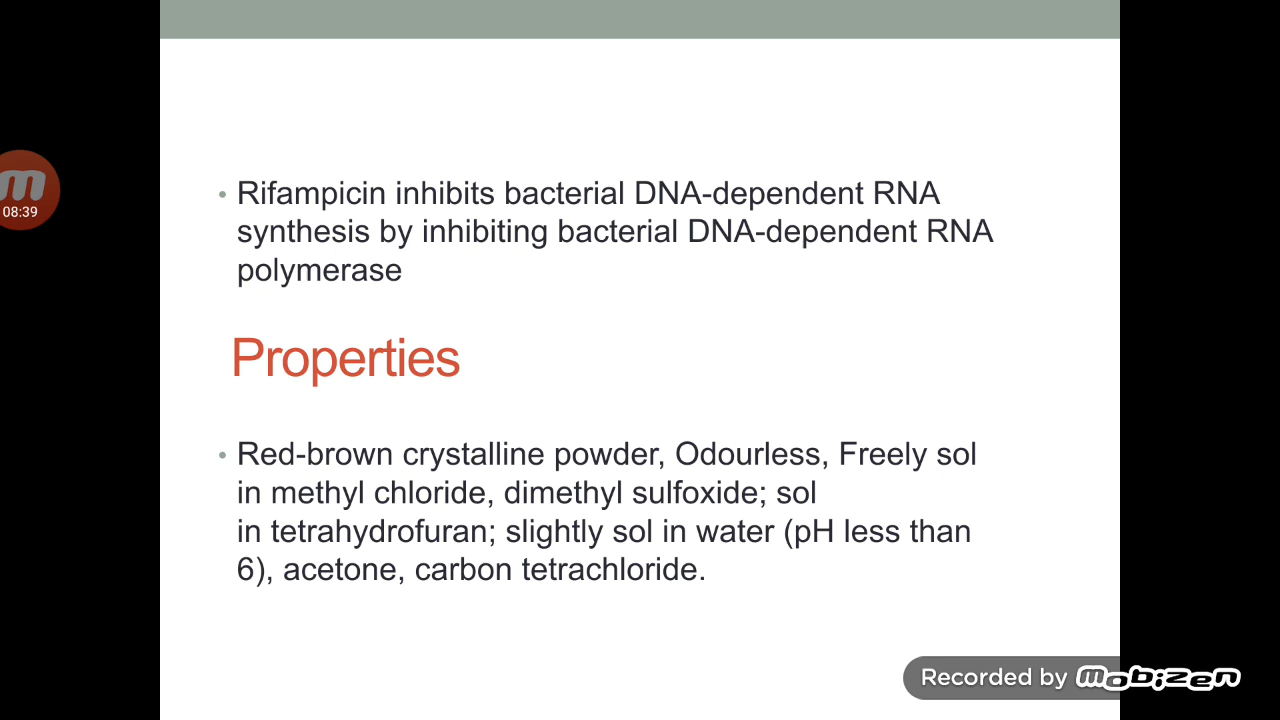 • Rifampicin inhibits bacterial DNA-dependent RNA
synthesis by inhibiting bacterial DNA-dependent RNA
polymerase
Properties
• Red-brown crystalline powder, Odourless, Freely sol
in methyl chloride, dimethyl sulfoxide; sol
in tetrahydrofuran; slightly sol in water (pH less than
6), acetone, carbon tetrachloride.
m
08:39
Recorded by mobizen